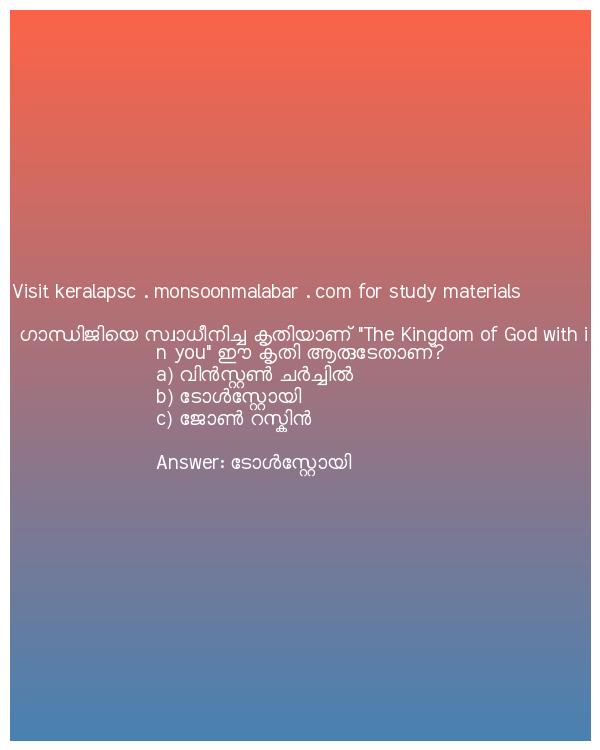 Visit keralapsc . monsoonmalabar . com for study materials
ഗാന്ധിജിയെ സ്വാധീനിച്ച കൃതിയാണ് "The Kingdom of God with i
n you" ഈ കൃതി ആരുടേതാണ്?
a) വിൻസ്റ്റൺ ചർച്ചിൽ
b) ടോൾസ്റ്റോയി
c) ജോൺ റസ്കിൻ
Answer: ടോൾസ്റ്റോയി